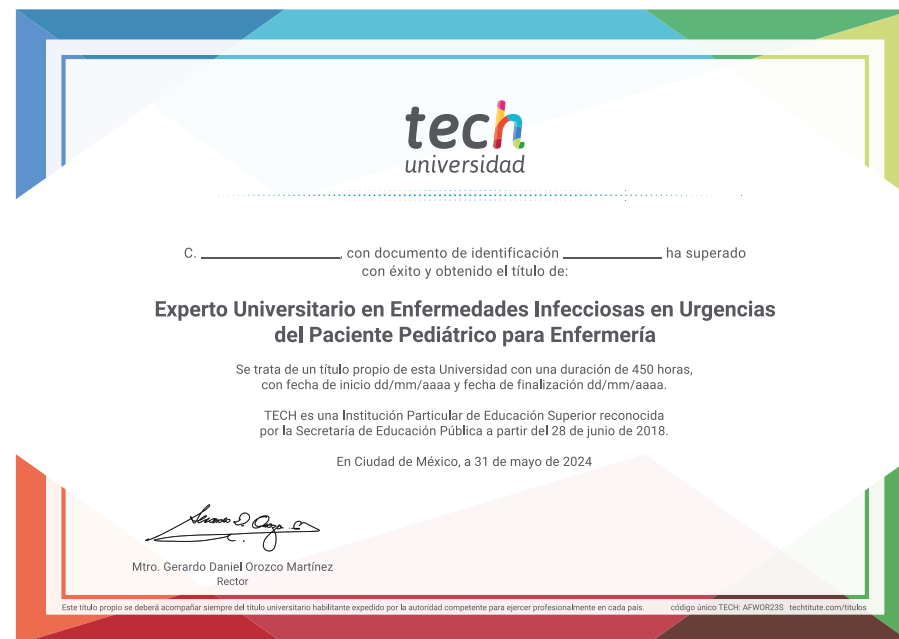 tech
universidad
C. ____________, con documento de identificación ____________ ha superado
con éxito y obtenido el título de:
Experto Universitario en Enfermedades Infecciosas en Urgencias
del Paciente Pediátrico para Enfermería
Se trata de un título propio de esta Universidad con una duración de 450 horas,
con fecha de inicio dd/mm/aaaa y fecha de finalización dd/mm/aaaa.
TECH es una Institución Particular de Educación Superior reconocida
por la Secretaría de Educación Pública a partir del 28 de junio de 2018.
En Ciudad de México, a 31 de mayo de 2024
Mtro. Gerardo Daniel Orozco Martínez
Rector
Este título propio se deberá acompañar siempre del título universitario habilitante expedido por la autoridad competente para ejercer profesionalmente en cada país. código único TECH: AFWOR23S techtitute.com/titulos